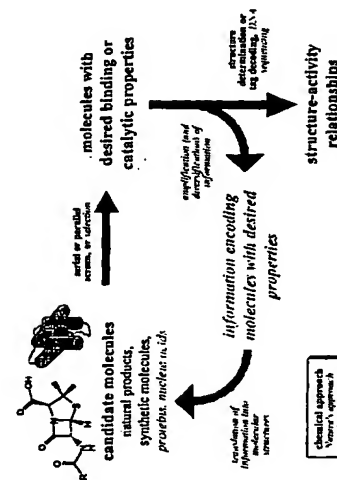 OH
O
N
S
H
O
R
candidate molecules
natural products,
synthetic molecules,
proteins, nucleic acids
serial or parallel
screen, or selection
molecules with
desired binding or
catalytic properties
structure
determination or
tag decoding, DNA
sequencing
amplification (and
diversification) of
information
structure-activity
relationships
information encoding
molecules with desired
properties
translation of
information into
molecular
structures
chemical approach
Nature's approach